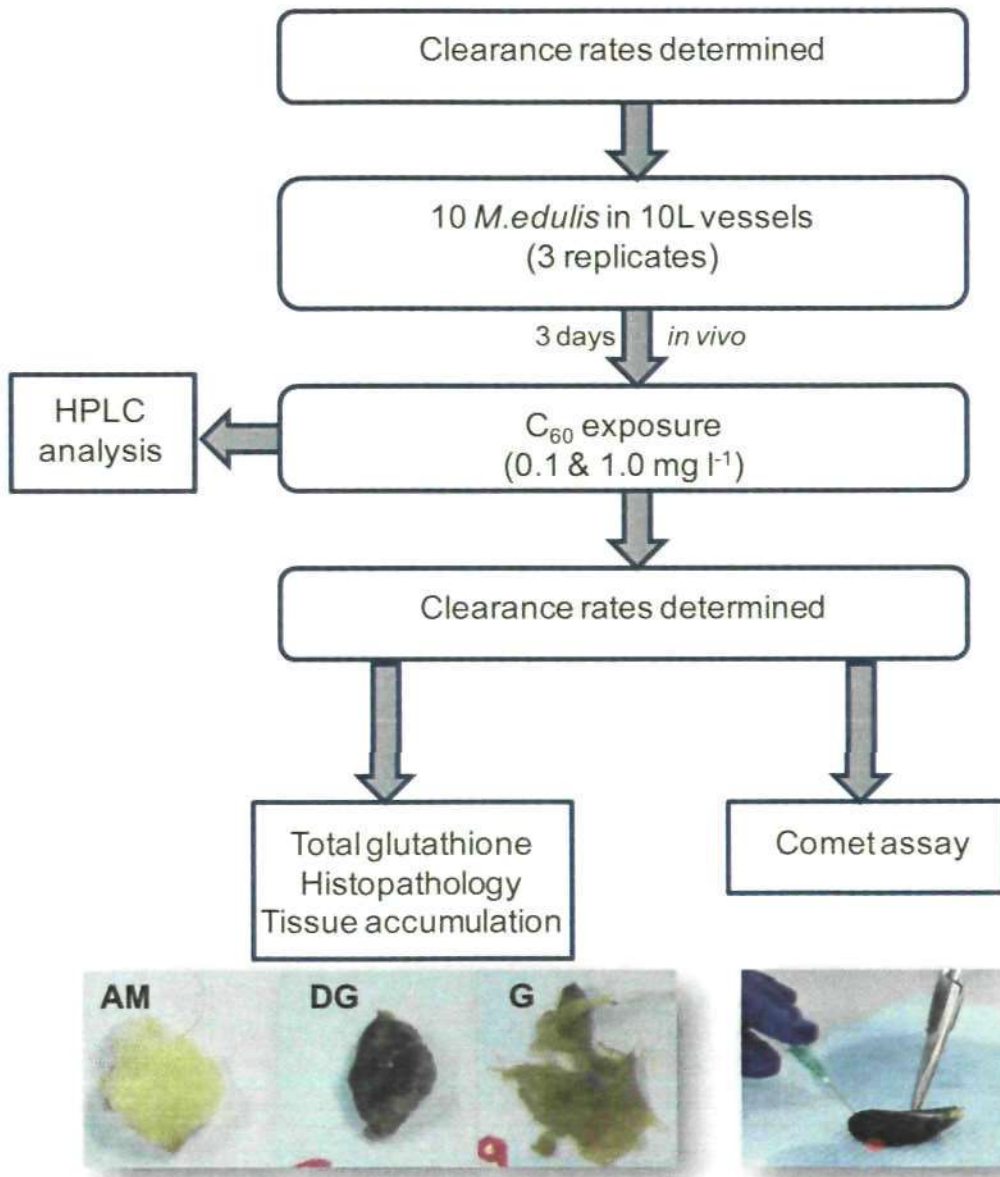 Clearance rates determined
10 M.edulis in 10L vessels
(3 replicates)
3 days in vivo
HPLC
analysis
C₆₀ exposure
(0.1 & 1.0 mg l⁻¹)
Clearance rates determined
Total glutathione
Histopathology
Tissue accumulation
Comet assay
AM DG G